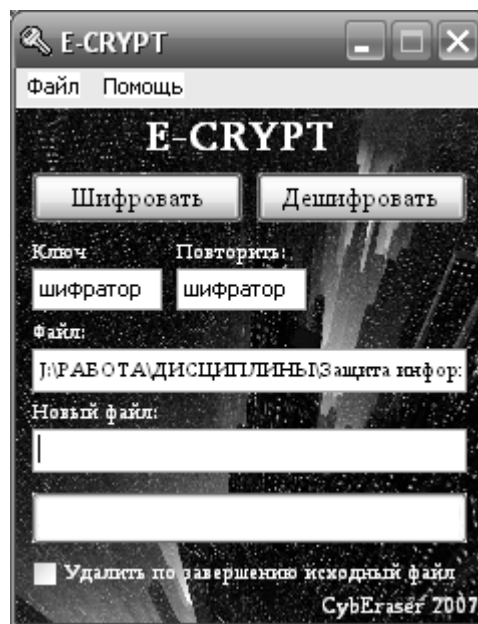 E-CRYPT
Файл Помощь
E-CRYPT
Шифровать Дешифровать
Ключ Повторить:
шифратор шифратор
Файл:
J:\РАБОТА\ДИСЦИПЛИНЫ\Защита инфор:
Новый файл:
Удалить по завершению исходный файл
CybEraser 2007